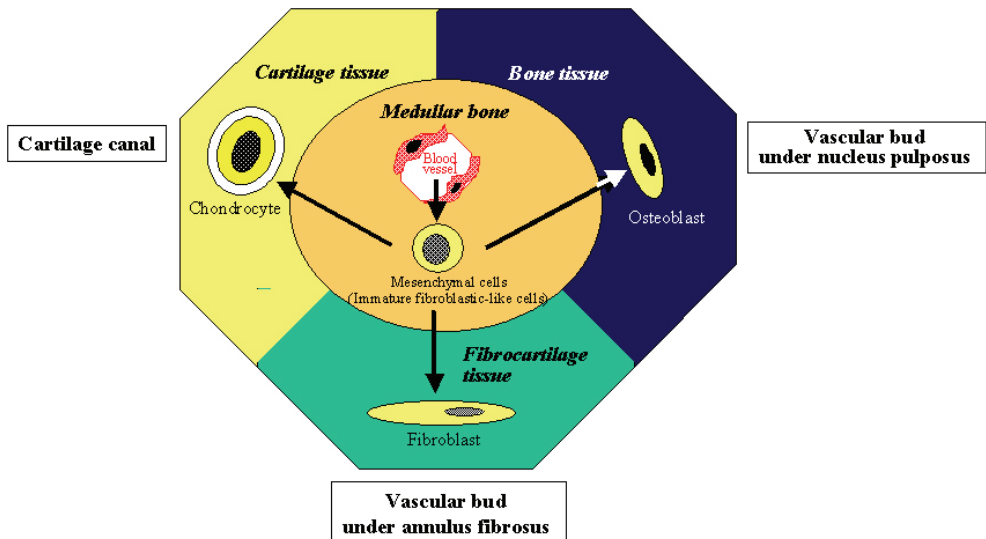 Cartilage tissue
Bone tissue
Medullar bone
Cartilage canal
Blood
vessel
Vascular bud
under nucleus pulposus
Chondrocyte
Osteoblast
Mesenchymal cells
(Immature fibroblastic-like cells)
Fibrocartilage
tissue
Fibroblast
Vascular bud
under annulus fibrosus